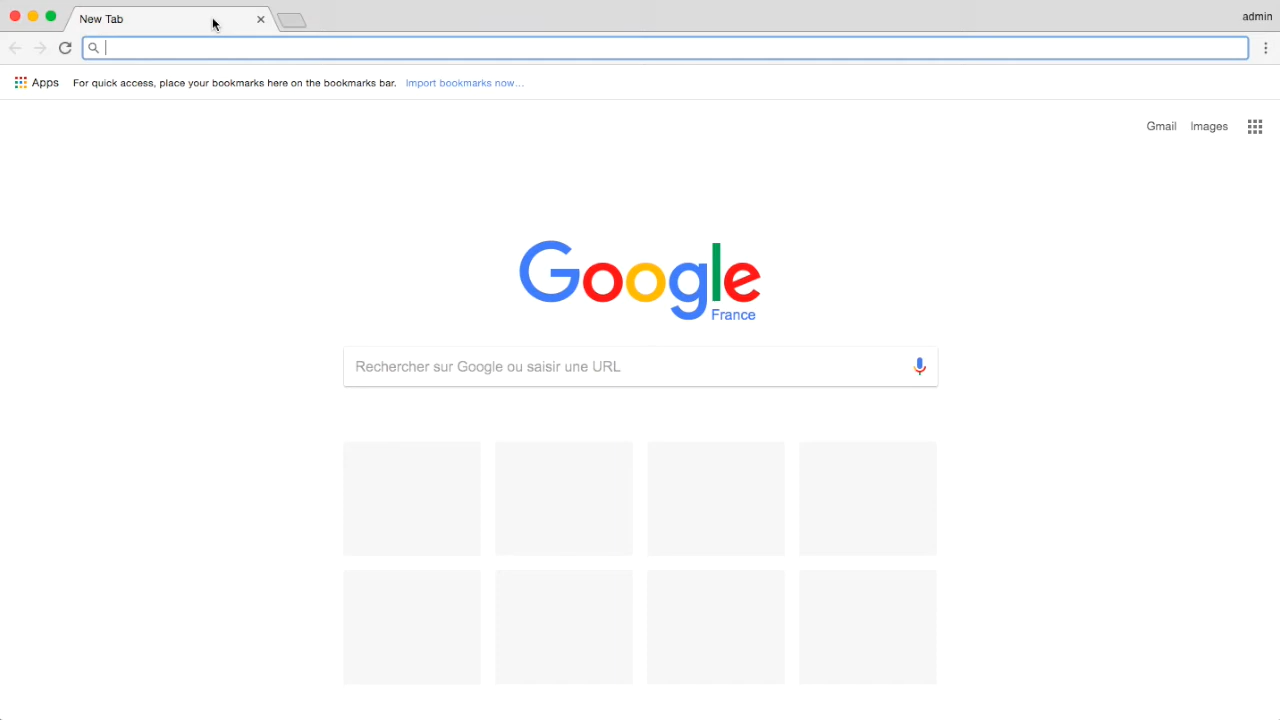 New Tab
admin
Apps For quick access, place your bookmarks here on the bookmarks bar. Import bookmarks now...
Gmail Images
Google
France
Rechercher sur Google ou saisir une URL